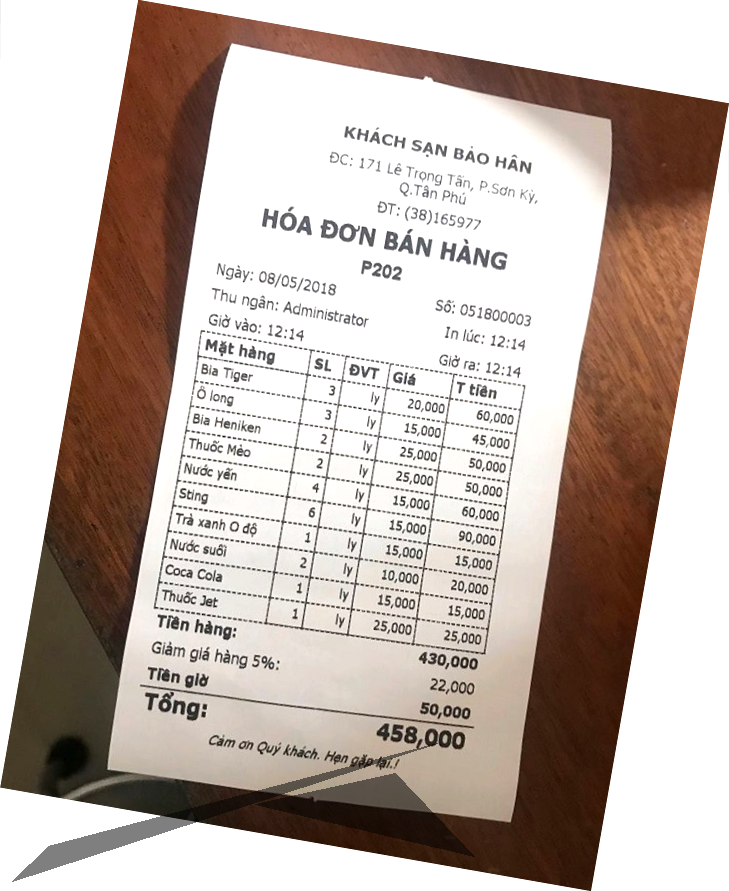 KHÁCH SẠN BẢO HÂN
ĐC: 171 Lê Trọng Tấn, P.Sơn Kỳ,
Q.Tân Phú
ĐT: (38)165977
HÓA ĐƠN BÁN HÀNG
P202
Ngày: 08/05/2018 Số: 051800003
Thu ngân: Administrator In lúc: 12:14
Giờ vào: 12:14 Giờ ra: 12:14
Mặt hàng SL ĐVT Giá T tiền
Bia Tiger 3 ly 20,000 60,000
Ô long 3 ly 15,000 45,000
Bia Heniken 2 ly 25,000 50,000
Thuốc Mèo 2 ly 25,000 50,000
Nước yến 4 ly 15,000 60,000
Sting 6 ly 15,000 90,000
Trà xanh O độ 1 ly 15,000 15,000
Nước suối 2 ly 10,000 20,000
Coca Cola 1 ly 15,000 15,000
Thuốc Jet 1 ly 25,000 25,000
Tiền hàng: 430,000
Giảm giá hàng 5%: 22,000
Tiền giờ 50,000
Tổng: 458,000
Cảm ơn Quý khách. Hẹn gặp lại.!